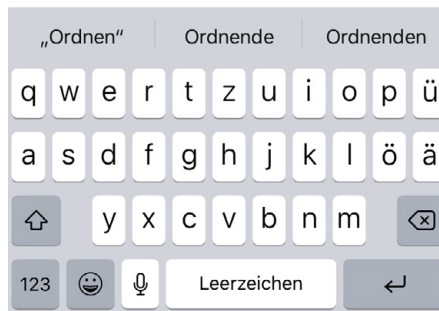 „Ordnen“ Ordnende Ordnenden
q w e r t z u i o p ü
a s d f g h j k l ö ä
y x c v b n m
123 Leerzeichen